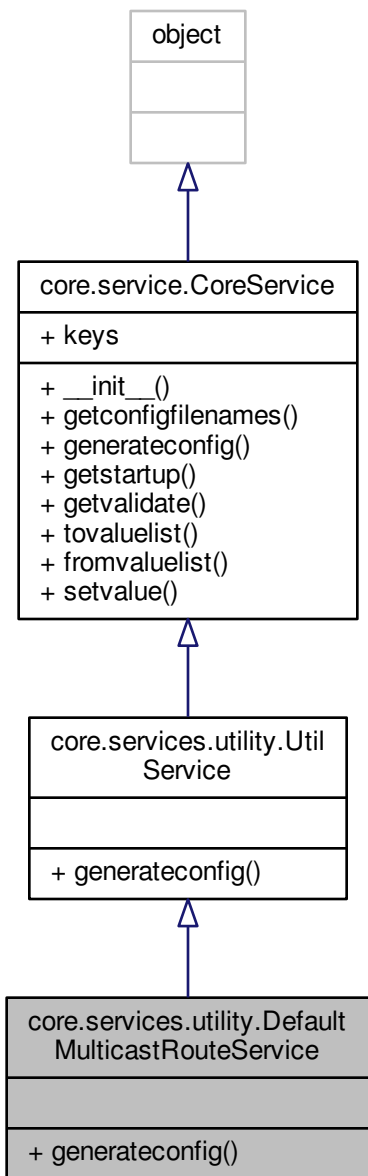 object
core.service.CoreService
+ keys
+ __init__()
+ getconfigfilenames()
+ generateconfig()
+ getstartup()
+ getvalidate()
+ tovaluelist()
+ fromvaluelist()
+ setvalue()
core.services.utility.Util
Service
+ generateconfig()
core.services.utility.Default
MulticastRouteService
+ generateconfig()